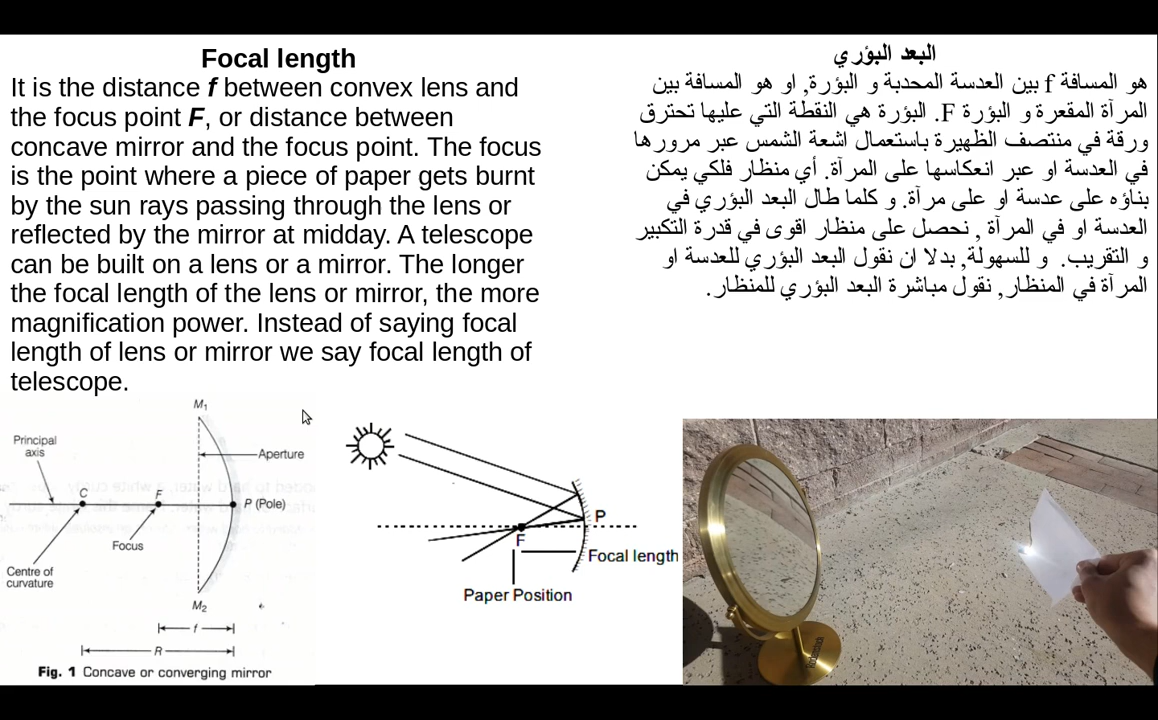 Focal length
It is the distance f between convex lens and
the focus point F, or distance between
concave mirror and the focus point. The focus
is the point where a piece of paper gets burnt
by the sun rays passing through the lens or
reflected by the mirror at midday. A telescope
can be built on a lens or a mirror. The longer
the focal length of the lens or mirror, the more
magnification power. Instead of saying focal
length of lens or mirror we say focal length of
telescope.
البعد البؤري
هو المسافة f بين العدسة المحدبة و البؤرة, او هو المسافة بين
المرآة المقعرة و البؤرة F. البؤرة هي النقطة التي عليها تحترق
ورقة في منتصف الظهيرة باستعمال اشعة الشمس عبر مرورها
في العدسة او عبر انعكاسها على المرآة. أي منظار فلكي يمكن
بناؤه على عدسة او على مرآة. و كلما طال البعد البؤري في
العدسة او في المرآة , نحصل على منظار اقوى في قدرة التكبير
و التقريب. و للسهولة, بدلا ان نقول البعد البؤري للعدسة او
المرآة في المنظار, نقول مباشرة البعد البؤري للمنظار.
M1
Principal
axis
Aperture
C
F
P (Pole)
Focus
Centre of
curvature
M2
f
R
Fig. 1 Concave or converging mirror
P
F
Focal length
Paper Position